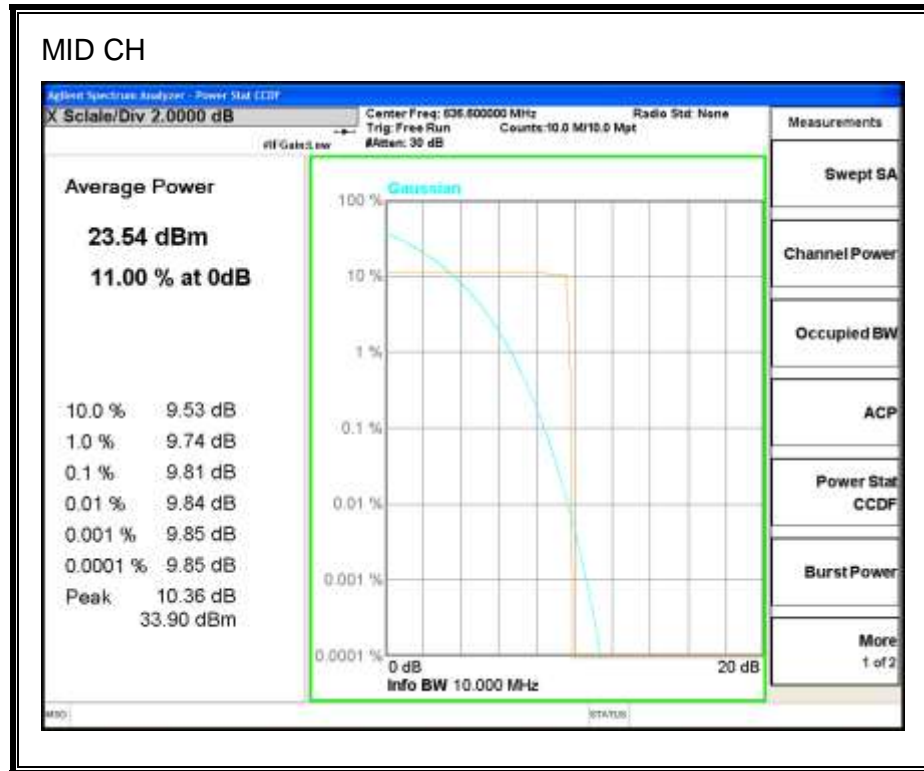 MID CH
Agilent Spectrum Analyzer - Power Stat CCDF
X Sclale/Div 2.0000 dB
Center Freq: 836.600000 MHz
Radio Std: None
Trig: Free Run
Counts:10.0 M/10.0 Mpt
#IF Gain:Low
#Atten: 30 dB
Measurements
Average Power
23.54 dBm
11.00 % at 0dB
10.0 % 9.53 dB
1.0 % 9.74 dB
0.1 % 9.81 dB
0.01 % 9.84 dB
0.001 % 9.85 dB
0.0001 % 9.85 dB
Peak 10.36 dB
33.90 dBm
Gaussian
100 %
10 %
1 %
0.1 %
0.01 %
0.001 %
0.0001 %
0 dB
20 dB
Info BW 10.000 MHz
Swept SA
Channel Power
Occupied BW
ACP
Power Stat
CCDF
Burst Power
More
1 of 2
MSG
STATUS